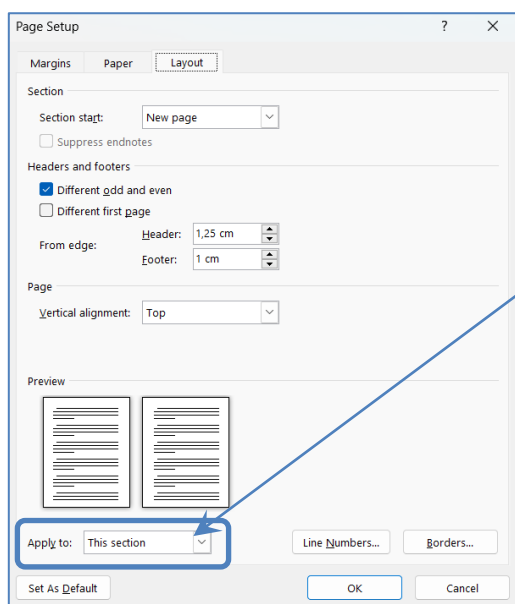 Page Setup ?
Margins Paper Layout
Section
Section start: New page
Suppress endnotes
Headers and footers
Different odd and even
Different first page
From edge:
Header: 1,25 cm
Footer: 1 cm
Page
Vertical alignment: Top
Preview
Apply to: This section Line Numbers... Borders...
Set As Default OK Cancel